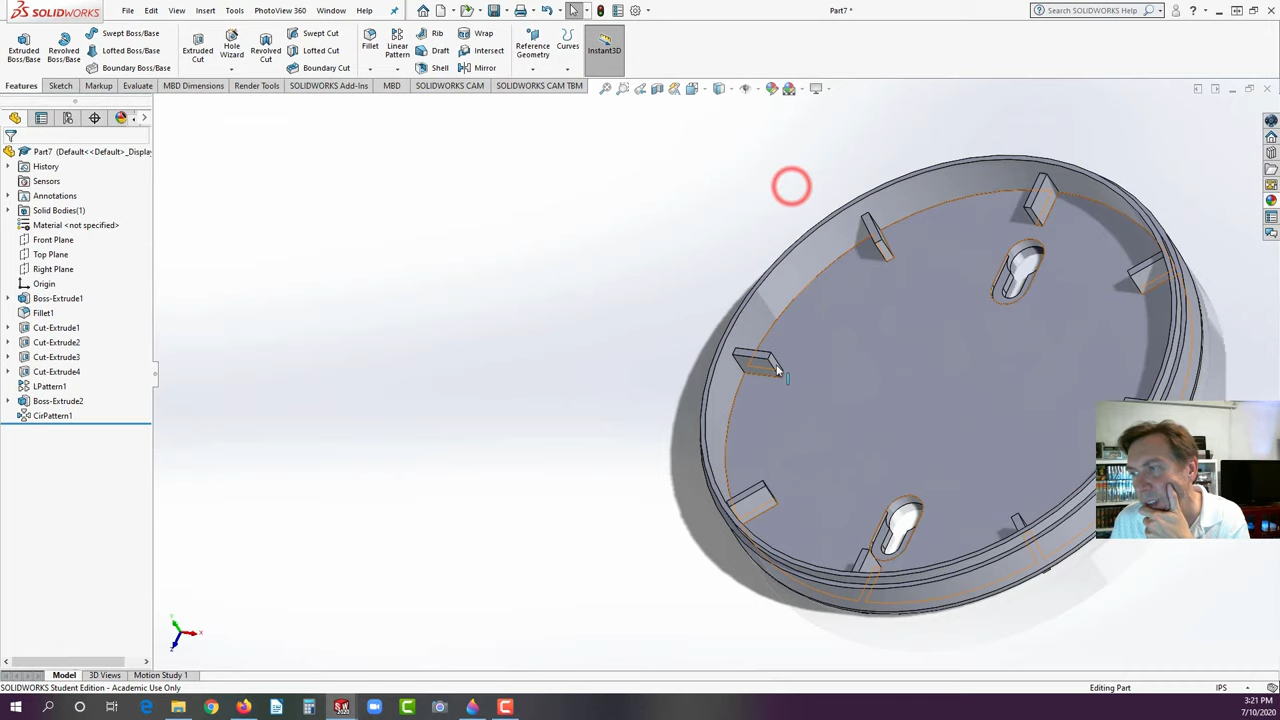 SOLIDWORKS
File Edit View Insert Tools PhotoView 360 Window Help
Part7 *
Search SOLIDWORKS Help
Extruded Boss/Base
Revolved Boss/Base
Swept Boss/Base
Lofted Boss/Base
Boundary Boss/Base
Extruded Cut
Hole Wizard
Revolved Cut
Swept Cut
Lofted Cut
Boundary Cut
Fillet
Linear Pattern
Rib
Draft
Shell
Wrap
Intersect
Mirror
Reference Geometry
Curves
Instant3D
Features Sketch Markup Evaluate MBD Dimensions Render Tools SOLIDWORKS Add-Ins MBD SOLIDWORKS CAM SOLIDWORKS CAM TBM
Part7 (Default<<Default>_Display
History
Sensors
Annotations
Solid Bodies(1)
Material <not specified>
Front Plane
Top Plane
Right Plane
Origin
Boss-Extrude1
Fillet1
Cut-Extrude1
Cut-Extrude2
Cut-Extrude3
Cut-Extrude4
LPattern1
Boss-Extrude2
CirPattern1
Y
X
Z
Model 3D Views Motion Study 1
SOLIDWORKS Student Edition - Academic Use Only
Editing Part
IPS
3:21 PM
7/10/2020